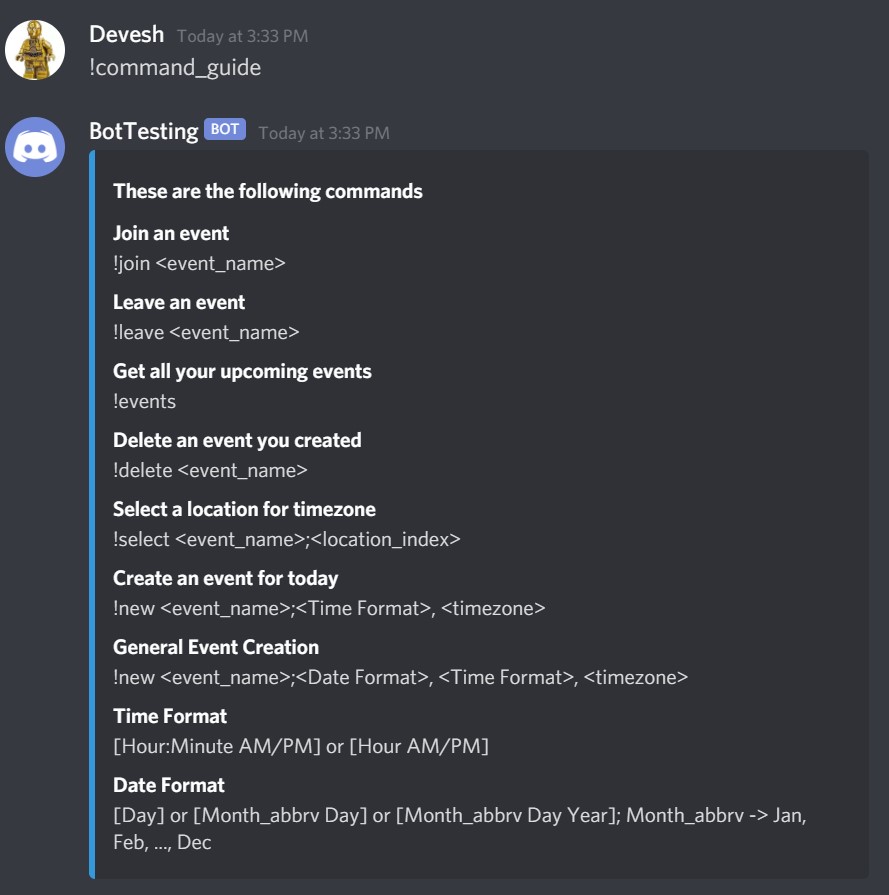 Devesh Today at 3:33 PM
!command_guide
BotTesting BOT Today at 3:33 PM
These are the following commands
Join an event
!join <event_name>
Leave an event
!leave <event_name>
Get all your upcoming events
!events
Delete an event you created
!delete <event_name>
Select a location for timezone
!select <event_name>;<location_index>
Create an event for today
!new <event_name>;<Time Format>, <timezone>
General Event Creation
!new <event_name>;<Date Format>, <Time Format>, <timezone>
Time Format
[Hour:Minute AM/PM] or [Hour AM/PM]
Date Format
[Day] or [Month_abbrv Day] or [Month_abbrv Day Year]; Month_abbrv -> Jan,
Feb, ..., Dec